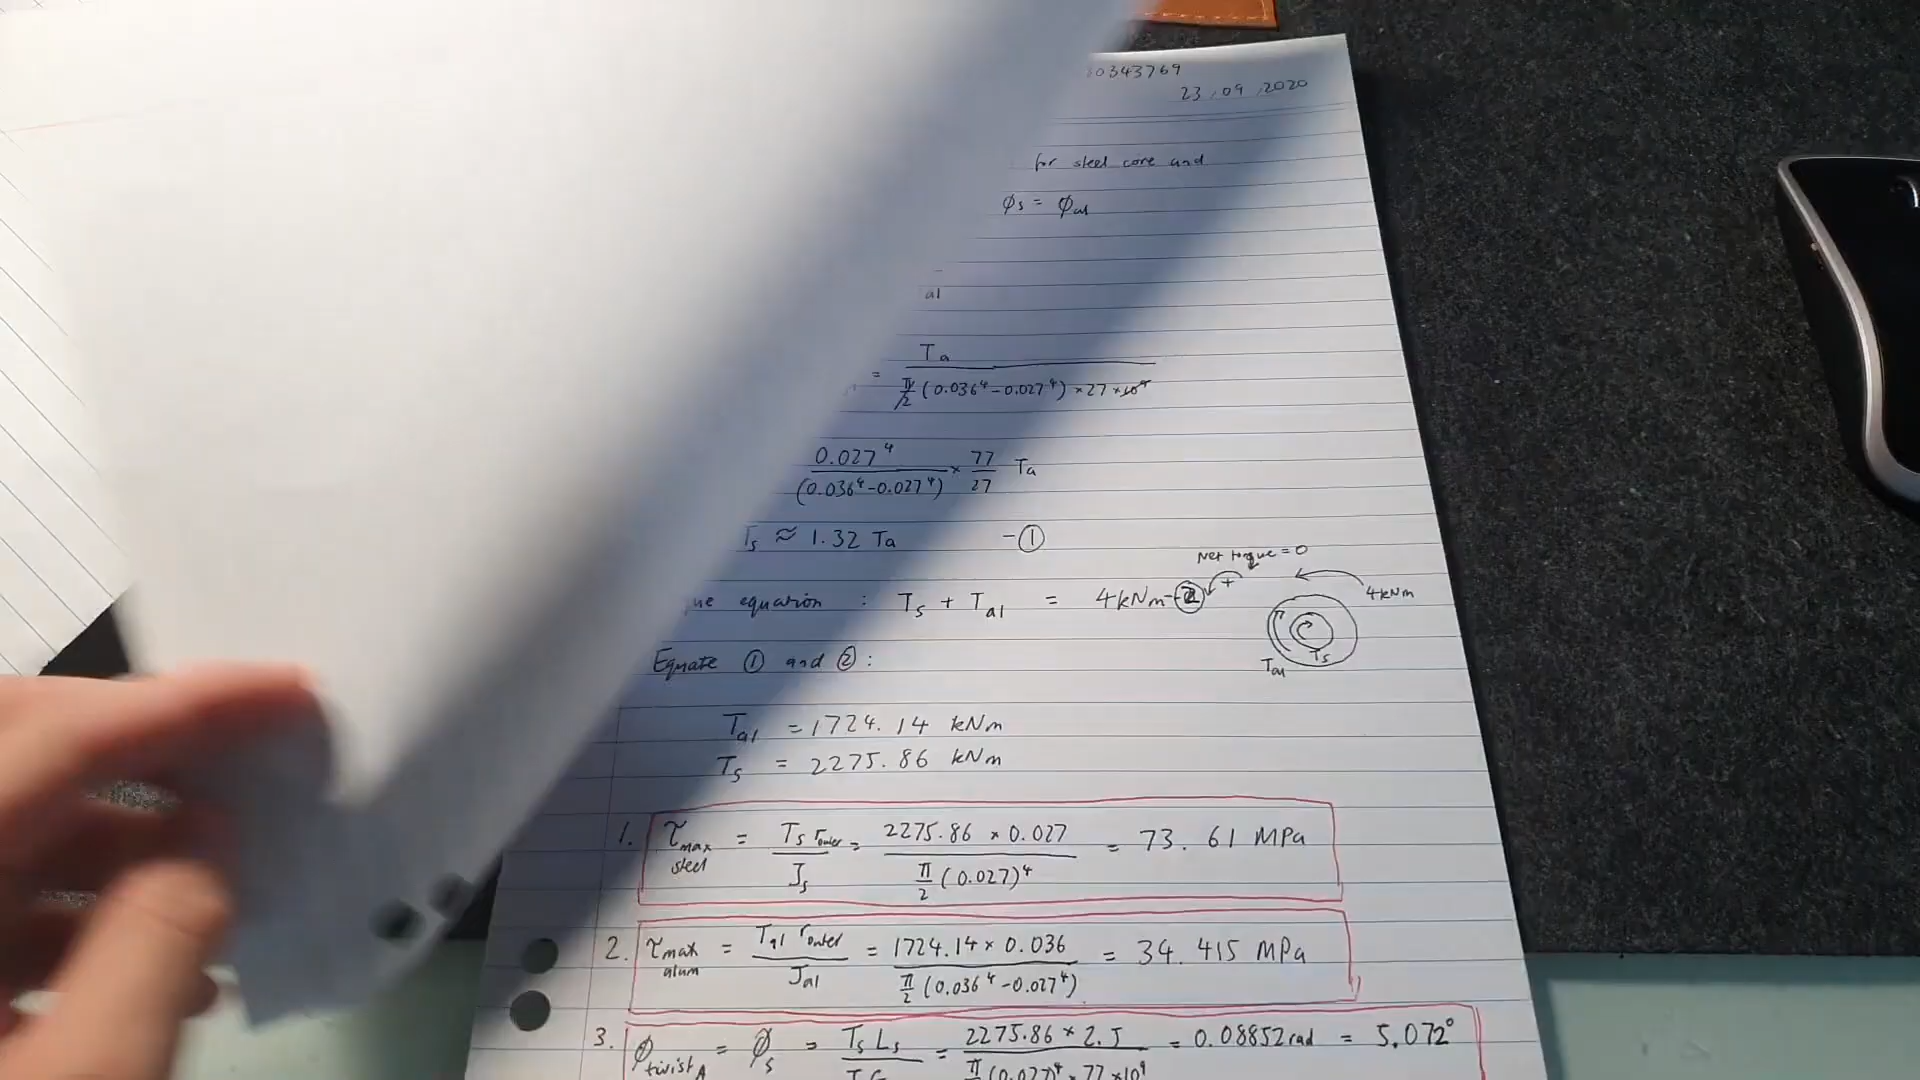 0343769
23/09/2020
for steel core and
φs = φal
al
= Ta / π/2 (0.036⁴-0.027⁴) × 27 × 10⁹
0.027⁴ / (0.036⁴-0.027⁴) × 77/27 Ta
Ts ≈ 1.32 Ta -①
Net torque = 0
+
ue equation : Ts + Tal = 4kNm -②
4kNm
Ts
Tal
Equate ① and ②:
Tal = 1724.14 kNm
Ts = 2275.86 kNm
1. τmax steel = Ts router / Js = 2275.86 × 0.027 / π/2 (0.027)⁴ = 73.61 MPa
2. τmax alum = Tal router / Jal = 1724.14 × 0.036 / π/2 (0.036⁴-0.027⁴) = 34.415 MPa
3. φtwist A = φs = Ts Ls / = 2275.86 × 2.5 / π/2 (0.027)⁴ × 77 × 10⁹ = 0.08852 rad = 5.072°